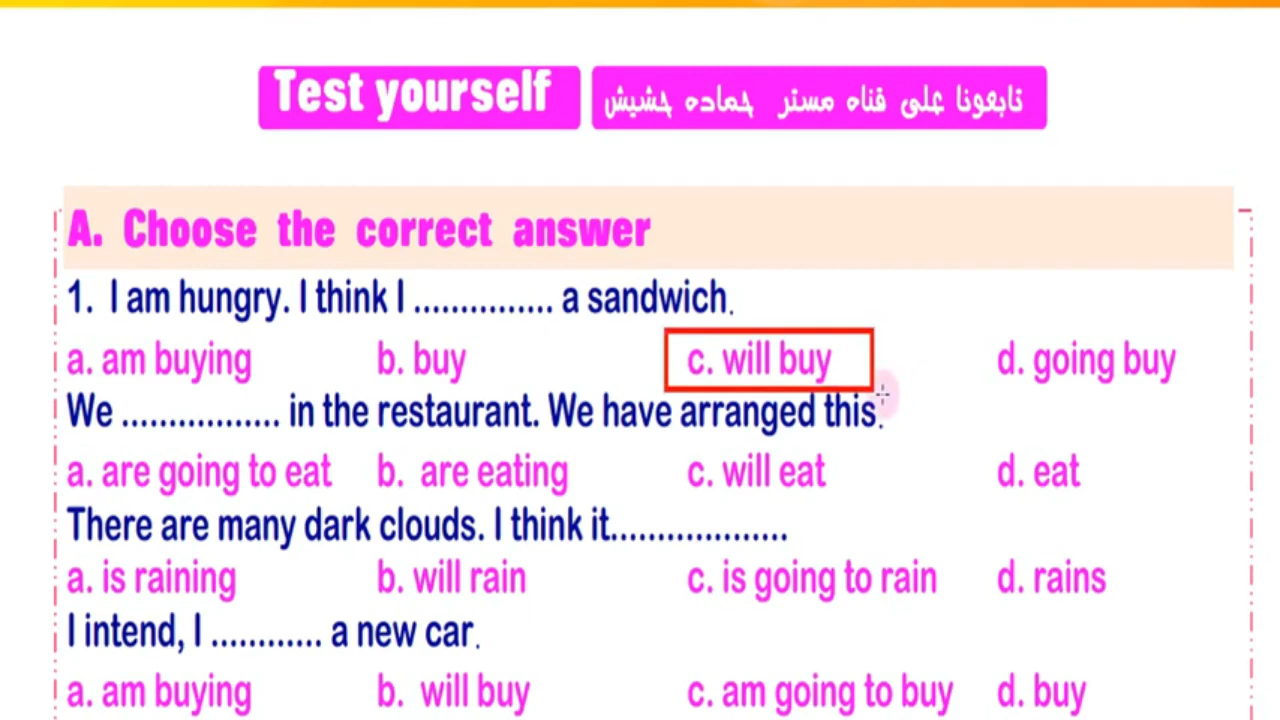 Test yourself تابعونا على قناه مستر حماده حشيش
A. Choose the correct answer
1. I am hungry. I think I ............... a sandwich.
a. am buying b. buy c. will buy d. going buy
We ................. in the restaurant. We have arranged this.
a. are going to eat b. are eating c. will eat d. eat
There are many dark clouds. I think it...................
a. is raining b. will rain c. is going to rain d. rains
I intend, I ............ a new car.
a. am buying b. will buy c. am going to buy d. buy